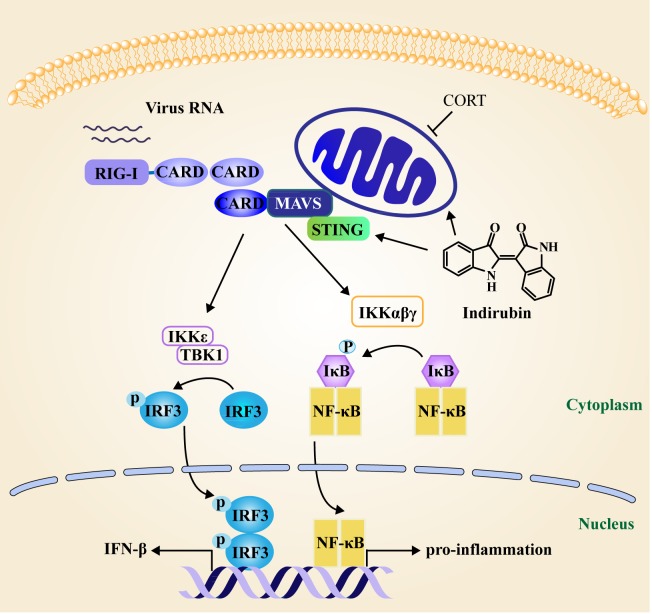 CORT
Virus RNA
RIG-I CARD CARD
CARD MAVS
STING
O O
NH
N
H
Indirubin
IKKαβγ
IKKε
TBK1
P
IκB IκB
p
IRF3 IRF3
NF-κB NF-κB
Cytoplasm
p
IRF3
Nucleus
p
IRF3
NF-κB
IFN-β
pro-inflammation